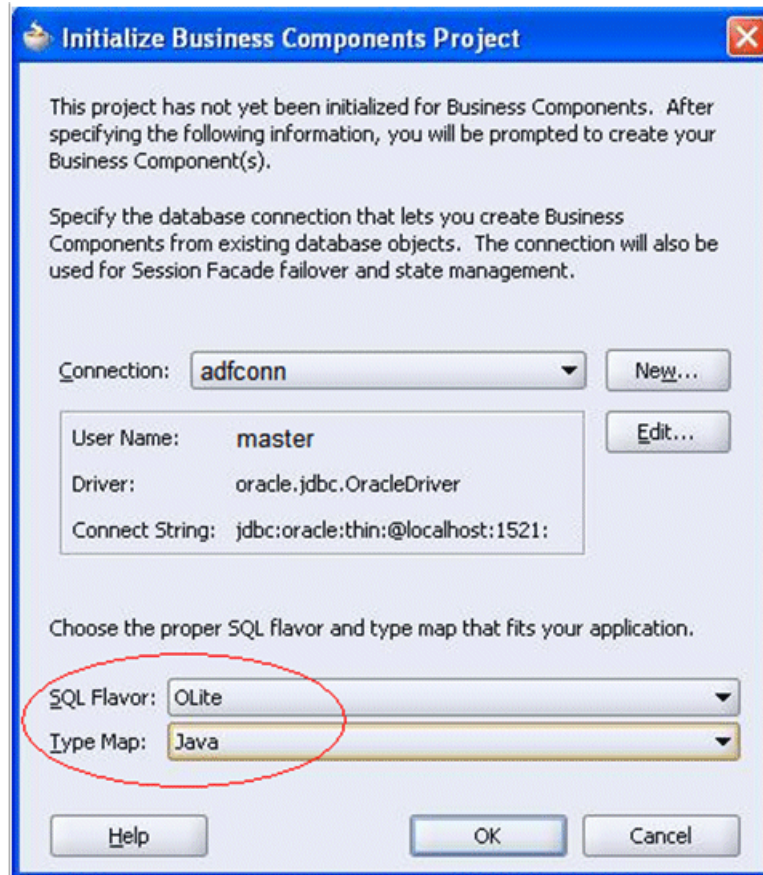 Initialize Business Components Project
This project has not yet been initialized for Business Components. After
specifying the following information, you will be prompted to create your
Business Component(s).
Specify the database connection that lets you create Business
Components from existing database objects. The connection will also be
used for Session Facade failover and state management.
Connection: adfconn New...
User Name: master Edit...
Driver: oracle.jdbc.OracleDriver
Connect String: jdbc:oracle:thin:@localhost:1521:
Choose the proper SQL flavor and type map that fits your application.
SQL Flavor: OLite
Type Map: Java
Help OK Cancel